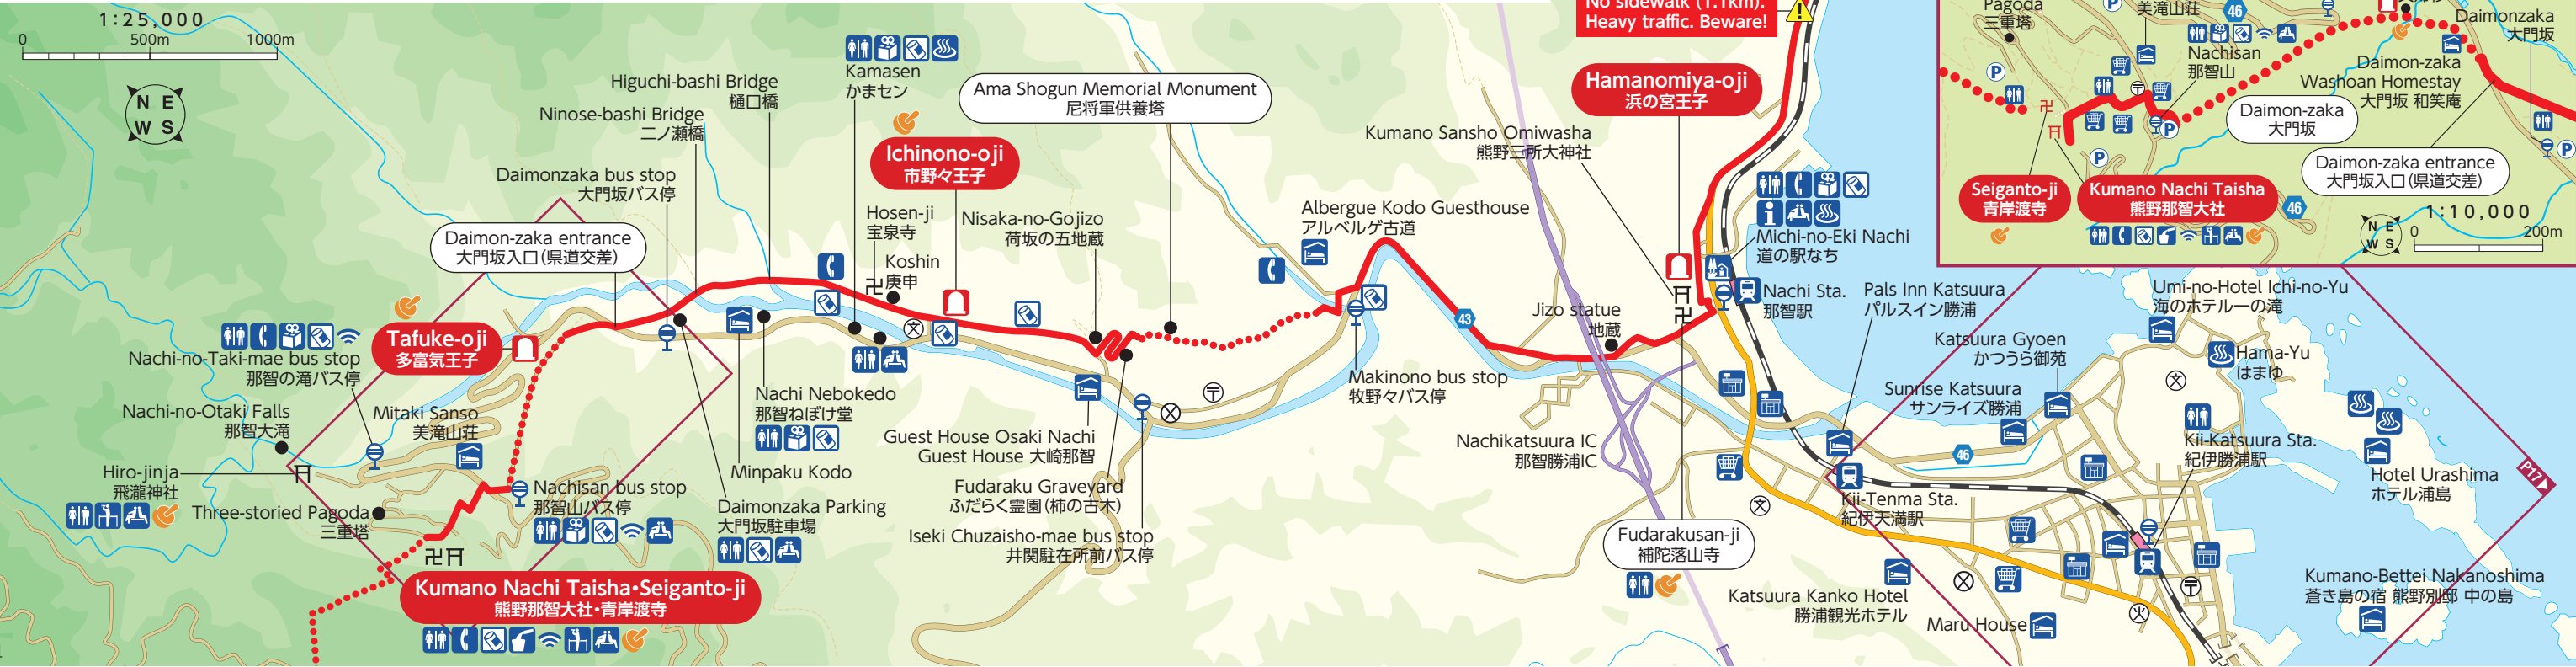 1:25,000
0 500m 1000m
N E
W S
No sidewalk (1.1km).
Heavy traffic. Beware!
Hamanomiya-oji
浜の宮王子
Kumano Sansho Omiwasha
熊野三所大神社
Kamasen
かまセン
Ama Shogun Memorial Monument
尼将軍供養塔
Higuchi-bashi Bridge
樋口橋
Ninose-bashi Bridge
二ノ瀬橋
Ichinono-oji
市野々王子
Daimonzaka bus stop
大門坂バス停
Hosen-ji
宝泉寺
Nisaka-no-Gojizo
荷坂の五地蔵
Koshin
庚申
Albergue Kodo Guesthouse
アルベルゲ古道
Daimon-zaka entrance
大門坂入口(県道交差)
Michi-no-Eki Nachi
道の駅なち
Nachi Sta.
那智駅
Jizo statue
地蔵
43
Tafuke-oji
多富気王子
Nachi-no-Taki-mae bus stop
那智の滝バス停
Nachi-no-Otaki Falls
那智大滝
Mitaki Sanso
美滝山荘
Hiro-jinja
飛瀧神社
Three-storied Pagoda
三重塔
Nachisan bus stop
那智山バス停
Kumano Nachi Taisha・Seiganto-ji
熊野那智大社・青岸渡寺
Nachi Nebokedo
那智ねぼけ堂
Minpaku Kodo
Daimonzaka Parking
大門坂駐車場
Guest House Osaki Nachi
Guest House 大崎那智
Fudaraku Graveyard
ふだらく霊園(柿の古木)
Iseki Chuzaisho-mae bus stop
井関駐在所前バス停
Makinono bus stop
牧野々バス停
Nachikatsuura IC
那智勝浦IC
Fudarakusan-ji
補陀落山寺
Pals Inn Katsuura
パルスイン勝浦
Katsuura Gyoen
かつうら御苑
Sunrise Katsuura
サンライズ勝浦
46
Umi-no-Hotel Ichi-no-Yu
海のホテル一の滝
Hama-Yu
はまゆ
Kii-Katsuura Sta.
紀伊勝浦駅
Kii-Tenma Sta.
紀伊天満駅
Hotel Urashima
ホテル浦島
P17
Katsuura Kanko Hotel
勝浦観光ホテル
Maru House
Kumano-Bettei Nakanoshima
碧き島の宿 熊野別邸 中の島
Pagoda
三重塔
美滝山荘
46
Nachisan
那智山
Daimonzaka
大門坂
Daimon-zaka
Washoan Homestay
大門坂 和笑庵
Daimon-zaka
大門坂
Daimon-zaka entrance
大門坂入口(県道交差)
Seiganto-ji
青岸渡寺
Kumano Nachi Taisha
熊野那智大社
46
1:10,000
N E
W S
0 200m